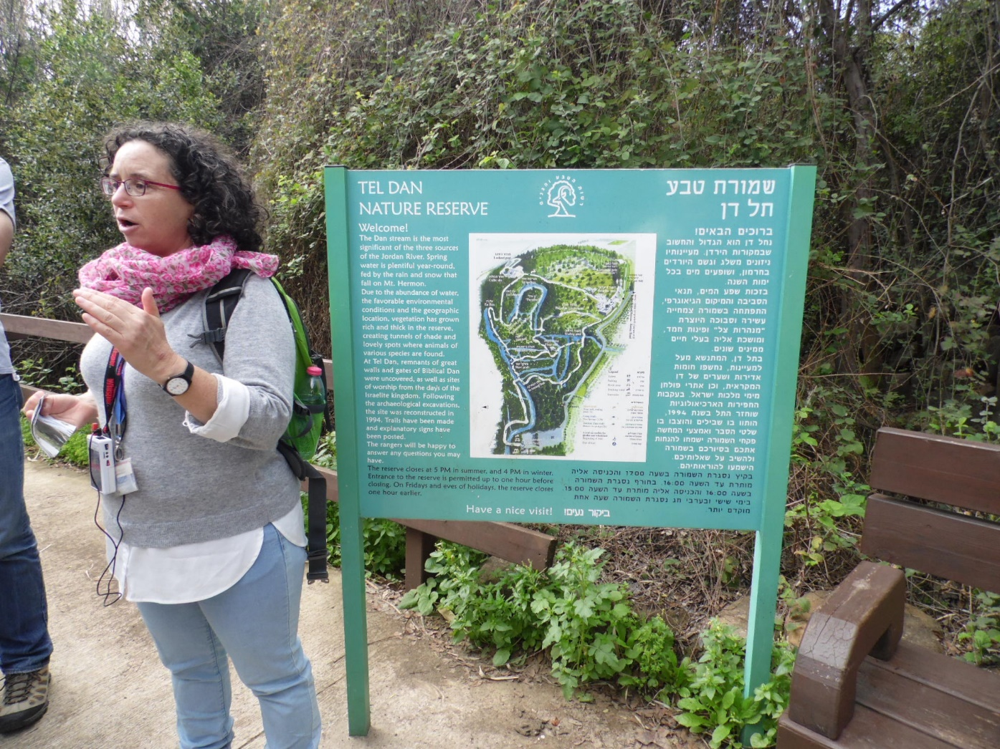 TEL DAN
NATURE RESERVE
Welcome!
The Dan stream is the most
significant of the three sources
of the Jordan River. Spring
water is plentiful year-round,
fed by the rain and snow that
fall on Mt. Hermon.
Due to the abundance of water,
the favorable environmental
conditions and the geographic
location, vegetation has grown
rich and thick in the reserve,
creating tunnels of shade and
lovely spots where animals of
various species are found.
At Tel Dan, remnants of great
walls and gates of Biblical Dan
were uncovered, as well as sites
of worship from the days of the
Israelite kingdom. Following
the archaeological excavations,
the site was reconstructed in
1994. Trails have been made
and explanatory signs have
been posted.
The rangers will be happy to
answer any questions you may
have.
The reserve closes at 5 PM in summer, and 4 PM in winter.
Entrance to the reserve is permitted up to one hour before
closing. On Fridays and eves of holidays, the reserve closes
one hour earlier.
Have a nice visit!
שמורת טבע
תל דן
ברוכים הבאים!
נחל דן הוא הגדול והחשוב
שבמקורות הירדן. מעיינותיו
ניזונים משלג וגשם היורדים
בחרמון, ושופעים מים בכל
ימות השנה.
בזכות שפע המים, תנאי
הסביבה והמיקום הגיאוגרפי,
התפתחה בשמורה צמחייה
עשירה וסבוכה היוצרת
"מנהרות צל" ופינות חמד,
ומושכת אליה בעלי חיים
ממינים שונים.
בתל דן, המתנשא מעל
למעיינות, נחשפו חומות
אדירות ושערים של דן
המקראית, וכן אתרי פולחן
מימי מלכות ישראל. בעקבות
החפירות הארכיאולוגיות
שוחזר התל בשנת 1994,
הותוו בו שבילים והוצבו בו
שלטי הסבר ואמצעי המחשה.
פקחי השמורה ישמחו להנחות
אתכם בסיורכם בשמורה
ולהשיב על שאלותיכם.
הישמעו להוראותיהם.
בקיץ נסגרת השמורה בשעה 17:00 והכניסה אליה
מותרת עד השעה 16:00. בחורף נסגרת השמורה
בשעה 16:00 והכניסה אליה מותרת עד השעה 15:00
בימי שישי ובערבי חג נסגרת השמורה שעה אחת
מוקדם יותר.
ביקור נעים!